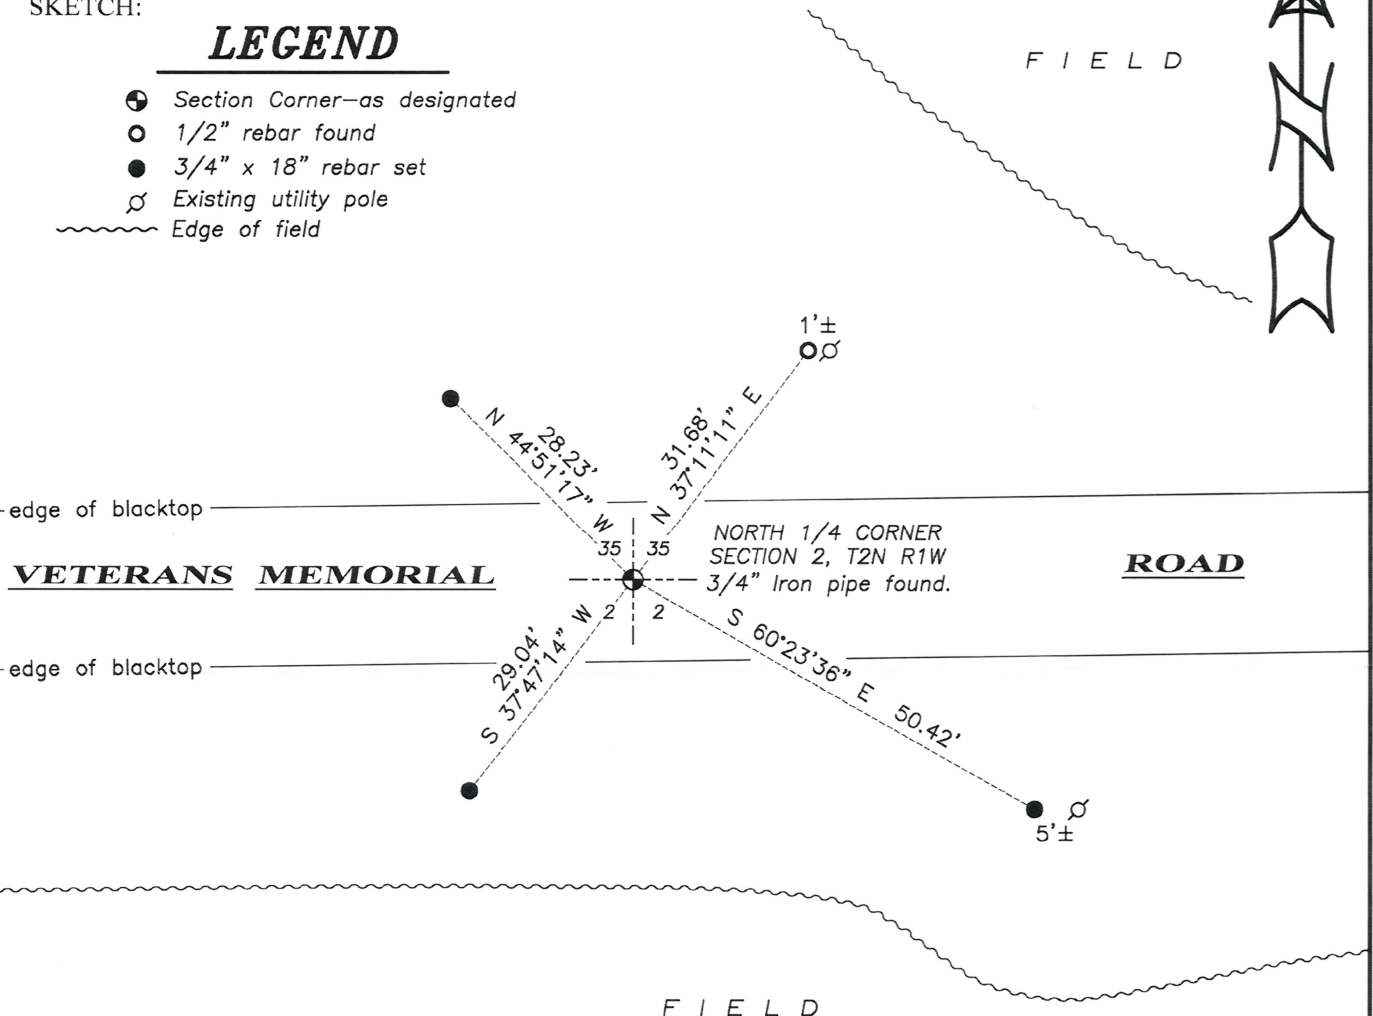 SKETCH:
LEGEND
Section Corner—as designated
1/2" rebar found
3/4" x 18" rebar set
Existing utility pole
Edge of field
FIELD
N
1'±
N 44°51'17" W
28.23'
31.68'
N 37°11'11" E
edge of blacktop
35
35
NORTH 1/4 CORNER
SECTION 2, T2N R1W
3/4" Iron pipe found.
VETERANS MEMORIAL
ROAD
2
2
29.04'
S 37°47'14" W
S 60°23'36" E 50.42'
edge of blacktop
5'±
FIELD